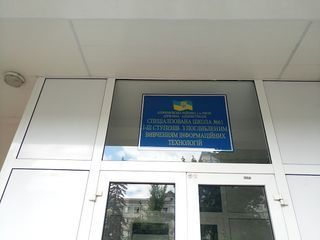 СПЕЦІАЛІЗОВАНА ШКОЛА №61
І-ІІІ СТУПЕНІВ З ПОГЛИБЛЕНИМ
ВИВЧЕННЯМ ІНФОРМАЦІЙНИХ
ТЕХНОЛОГІЙ